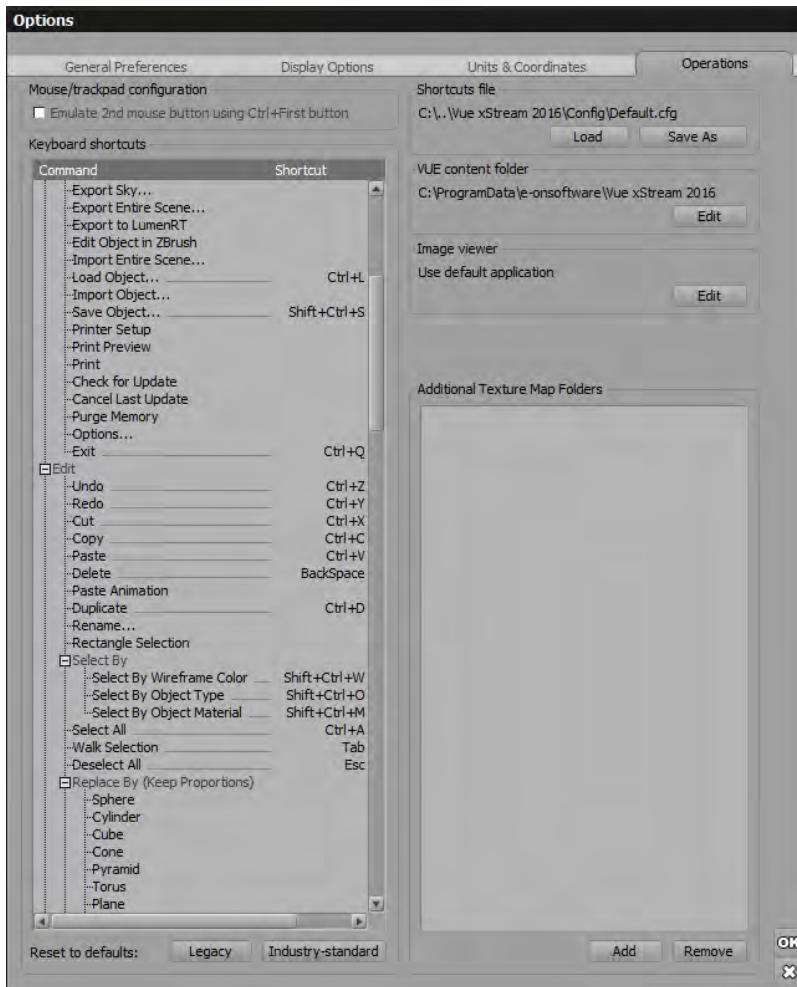 Options
General Preferences
Display Options
Units & Coordinates
Operations
Mouse/trackpad configuration
Emulate 2nd mouse button using Ctrl+First button
Keyboard shortcuts
Command Shortcut
Export Sky...
Export Entire Scene...
Export to LumenRT
Edit Object in ZBrush
Import Entire Scene...
Load Object... Ctrl+L
Import Object...
Save Object... Shift+Ctrl+S
Printer Setup
Print Preview
Print
Check for Update
Cancel Last Update
Purge Memory
Options...
Exit Ctrl+Q
Edit
Undo Ctrl+Z
Redo Ctrl+Y
Cut Ctrl+X
Copy Ctrl+C
Paste Ctrl+V
Delete BackSpace
Paste Animation
Duplicate Ctrl+D
Rename...
Rectangle Selection
Select By
Select By Wireframe Color Shift+Ctrl+W
Select By Object Type Shift+Ctrl+O
Select By Object Material Shift+Ctrl+M
Select All Ctrl+A
Walk Selection Tab
Deselect All Esc
Replace By (Keep Proportions)
Sphere
Cylinder
Cube
Cone
Pyramid
Torus
Plane
Reset to defaults: Legacy Industry-standard
Shortcuts file
C:\..\Vue xStream 2016\Config\Default.cfg
Load Save As
VUE content folder
C:\ProgramData\e-onsoftware\Vue xStream 2016
Edit
Image viewer
Use default application
Edit
Additional Texture Map Folders
Add Remove
OK